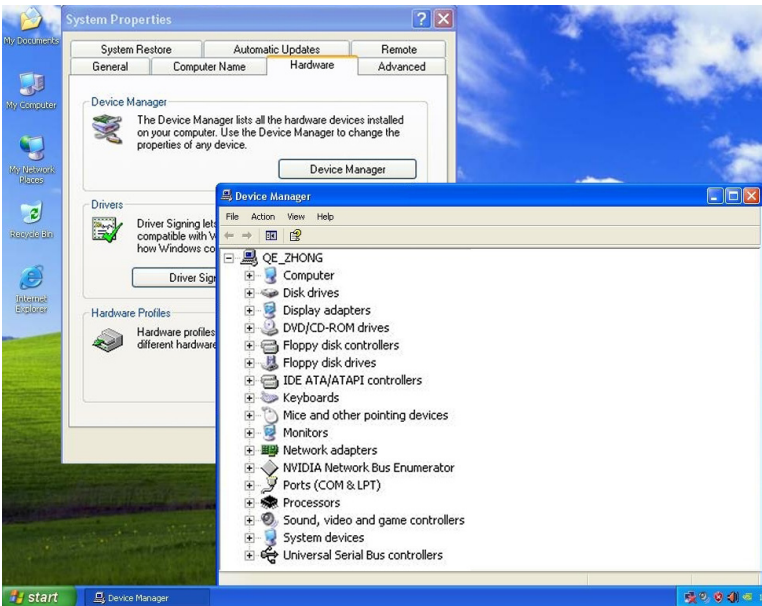 My Documents
My Computer
My Network
Places
Recycle Bin
Internet
Explorer
System Properties
System Restore
Automatic Updates
Remote
General
Computer Name
Hardware
Advanced
Device Manager
The Device Manager lists all the hardware devices installed
on your computer. Use the Device Manager to change the
properties of any device.
Device Manager
Drivers
Driver Signing lets
compatible with
how Windows
Driver
Hardware Profiles
Hardware profiles
different hardware
Device Manager
File Action View Help
QE_ZHONG
Computer
Disk drives
Display adapters
DVD/CD-ROM drives
Floppy disk controllers
Floppy disk drives
IDE ATA/ATAPI controllers
Keyboards
Mice and other pointing devices
Monitors
Network adapters
NVIDIA Network Bus Enumerator
Ports (COM & LPT)
Processors
Sound, video and game controllers
System devices
Universal Serial Bus controllers
start
Device Manager